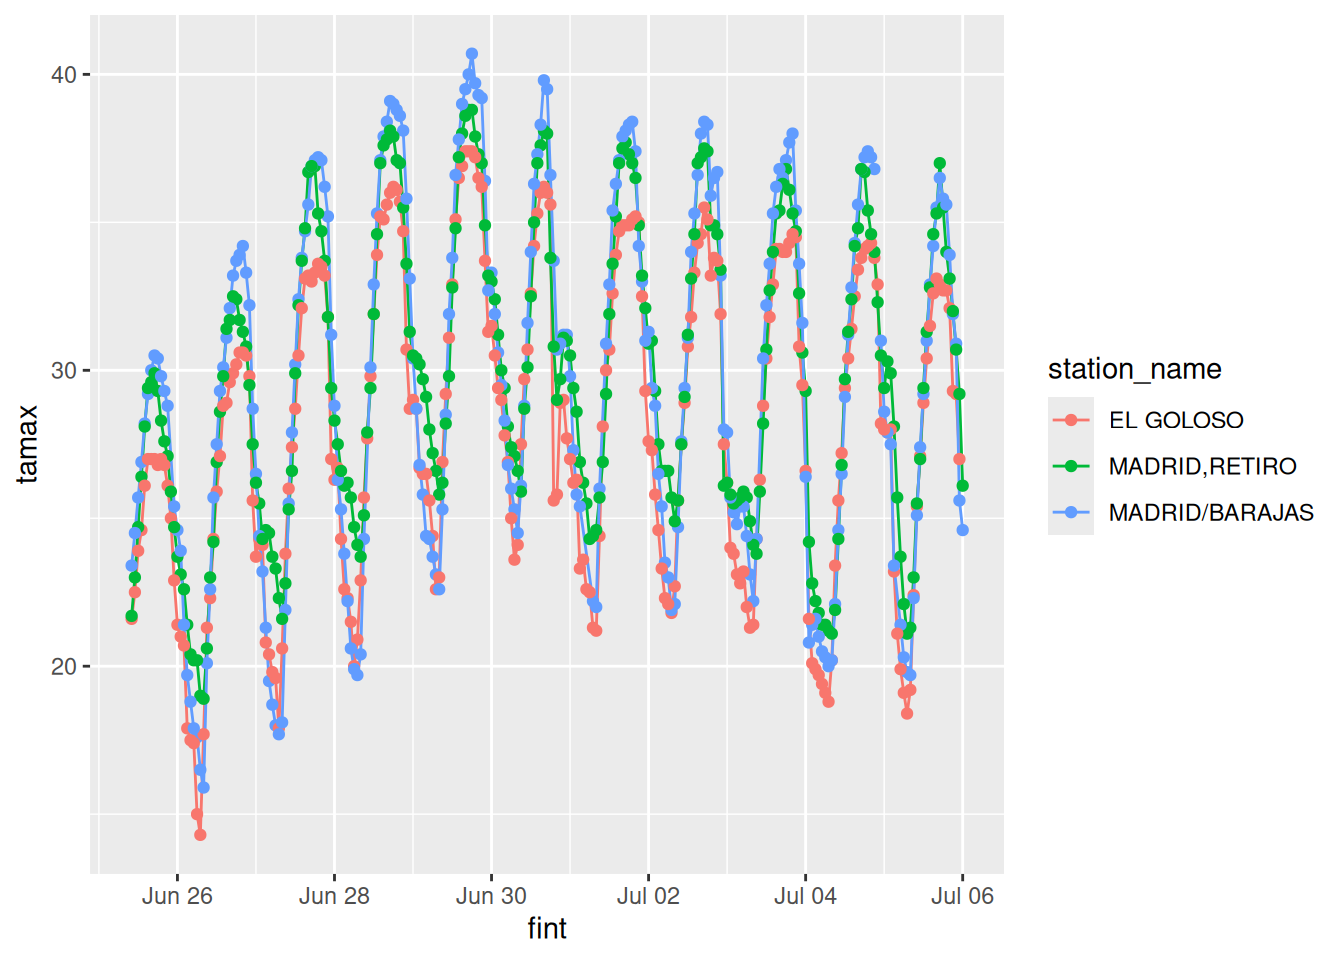 40
30
20
tamax
Jun 26
Jun 28
Jun 30
Jul 02
Jul 04
Jul 06
fint
station_name
EL GOLOSO
MADRID,RETIRO
MADRID/BARAJAS